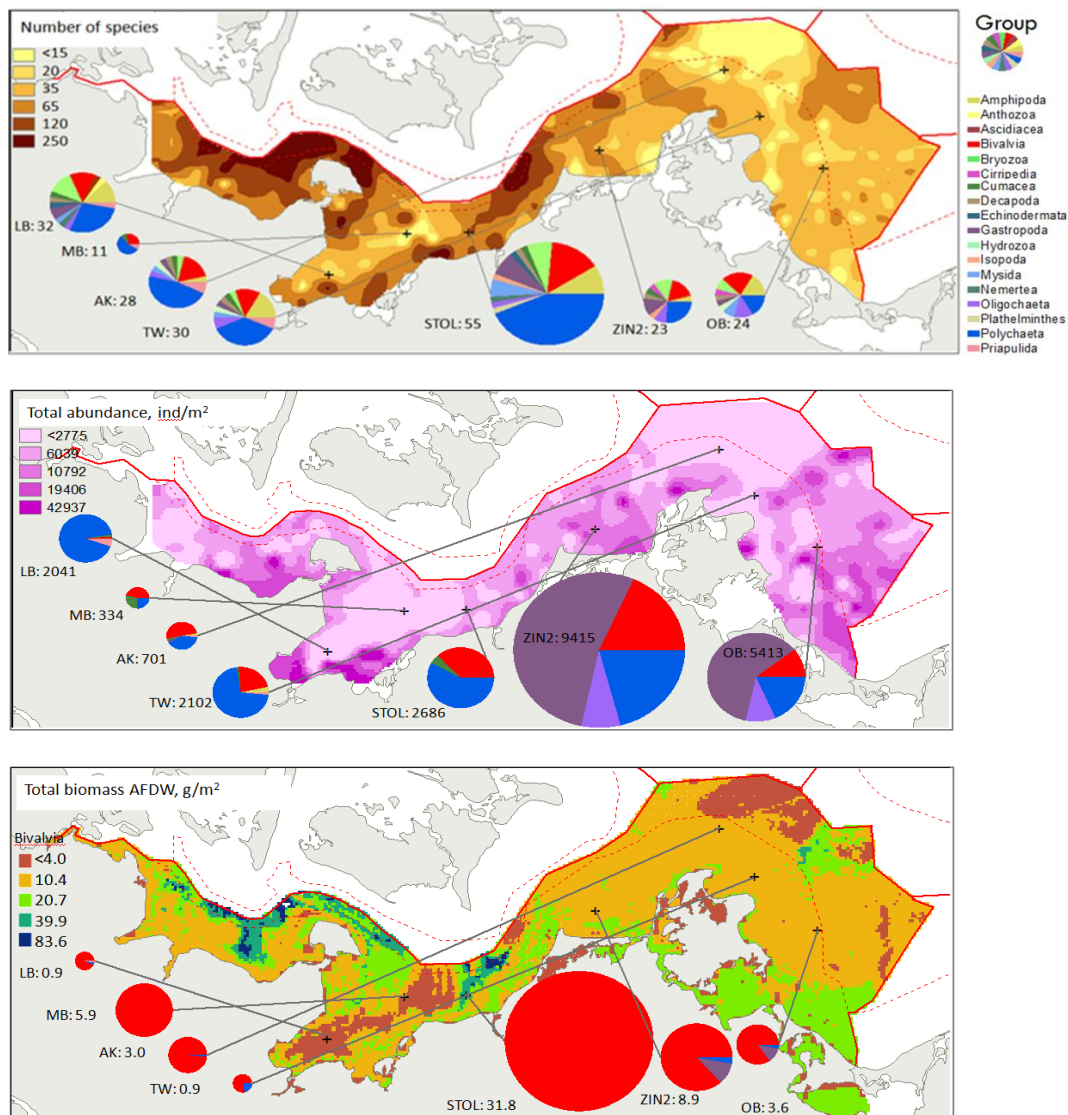 Number of species
<15
20
35
65
120
250
LB: 32
MB: 11
AK: 28
TW: 30
STOL: 55
ZIN2: 23
OB: 24
Group
Amphipoda
Anthozoa
Ascidiacea
Bivalvia
Bryozoa
Cirripedia
Cumacea
Decapoda
Echinodermata
Gastropoda
Hydrozoa
Isopoda
Mysida
Nemertea
Oligochaeta
Plathelminthes
Polychaeta
Priapulida
Total abundance, ind/m²
<2775
6039
10792
19406
42937
LB: 2041
MB: 334
AK: 701
TW: 2102
STOL: 2686
ZIN2: 9415
OB: 5413
Total biomass AFDW, g/m²
Bivalvia
<4.0
10.4
20.7
39.9
83.6
LB: 0.9
MB: 5.9
AK: 3.0
TW: 0.9
STOL: 31.8
ZIN2: 8.9
OB: 3.6